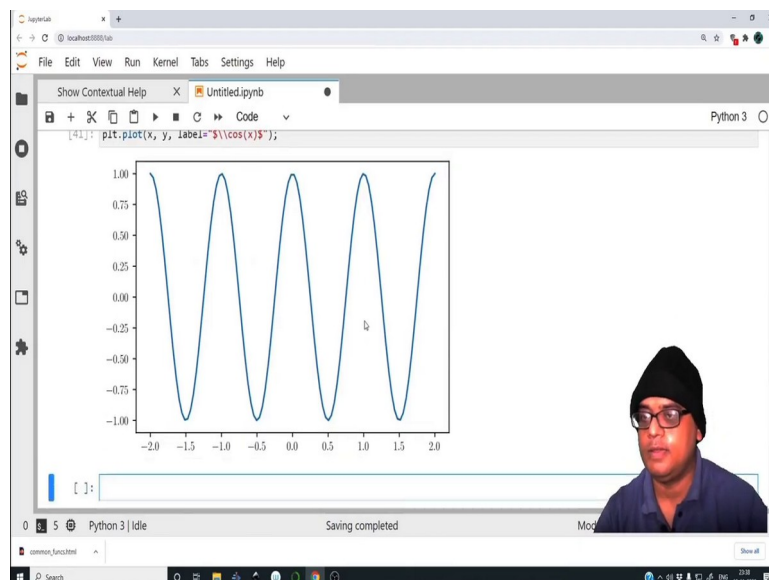 JupyterLab × +
localhost:8888/lab
File Edit View Run Kernel Tabs Settings Help
Show Contextual Help X Untitled.ipynb
Code Python 3
[41]: plt.plot(x, y, label="$\\cos(x)$");
1.00
0.75
0.50
0.25
0.00
−0.25
−0.50
−0.75
−1.00
−2.0 −1.5 −1.0 −0.5 0.0 0.5 1.0 1.5 2.0
[ ]:
0 5 Python 3 | Idle Saving completed Mod
common_funcs.html Show all
Search ENG 23:38